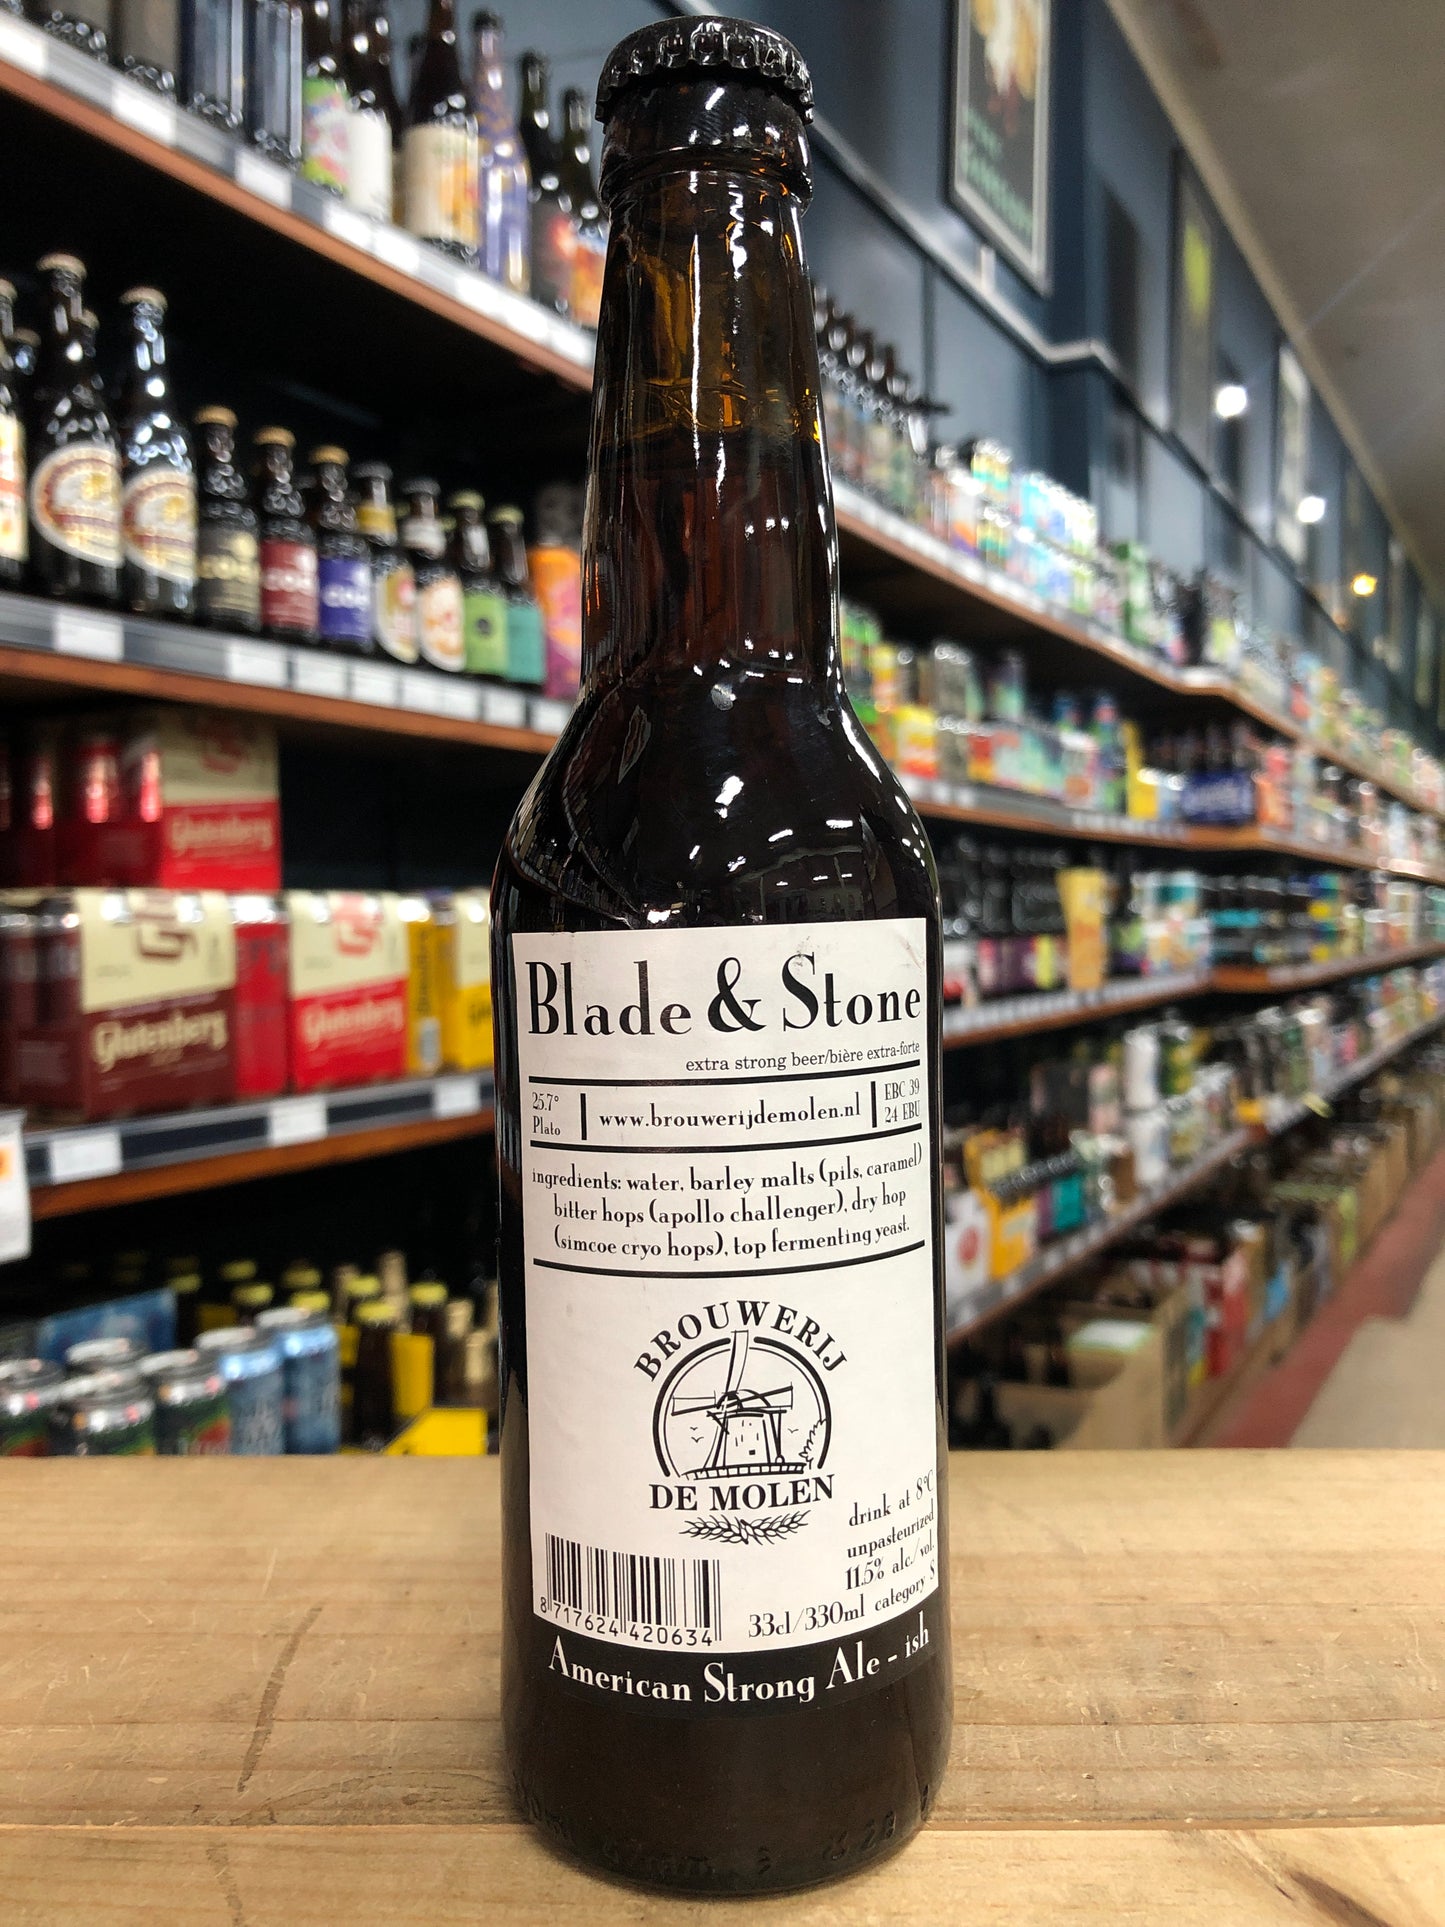 Blade & Stone
extra strong beer/bière extra-forte
25.7°
Plato
www.brouwerijdemolen.nl
EBC 39
24 EBU
ingredients: water, barley malts (pils, caramel)
bitter hops (apollo challenger), dry hop
(simcoe cryo hops), top fermenting yeast.
BROUWERIJ
DE MOLEN
drink at 8°C
unpasteurized
11.5% alc./vol.
33cl/330ml category S
8 717624 420634
American Strong Ale - ish
Glutenberg
Glutenberg
Glutenberg